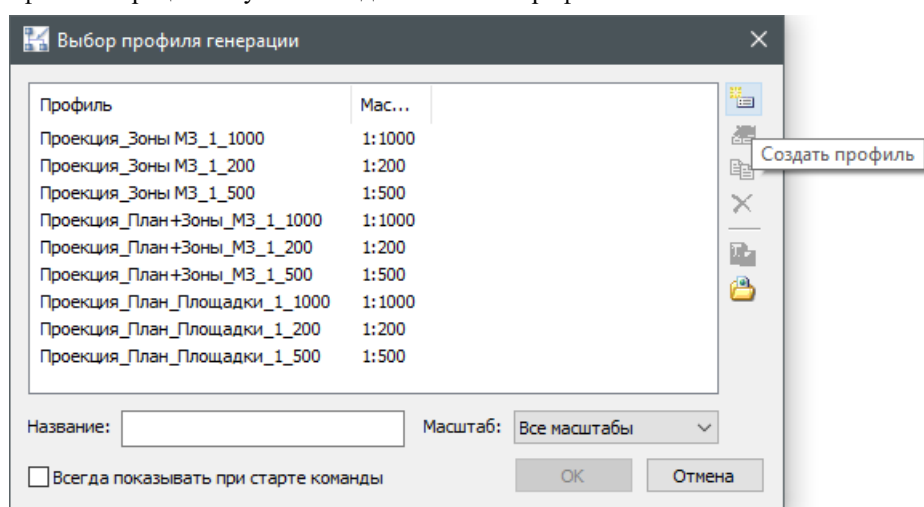 Выбор профиля генерации
Профиль Мас...
Проекция_Зоны МЗ_1_1000 1:1000
Проекция_Зоны МЗ_1_200 1:200
Проекция_Зоны МЗ_1_500 1:500
Проекция_План+Зоны_МЗ_1_1000 1:1000
Проекция_План+Зоны_МЗ_1_200 1:200
Проекция_План+Зоны_МЗ_1_500 1:500
Проекция_План_Площадки_1_1000 1:1000
Проекция_План_Площадки_1_200 1:200
Проекция_План_Площадки_1_500 1:500
Создать профиль
Название: Масштаб: Все масштабы
Всегда показывать при старте команды ОК Отмена